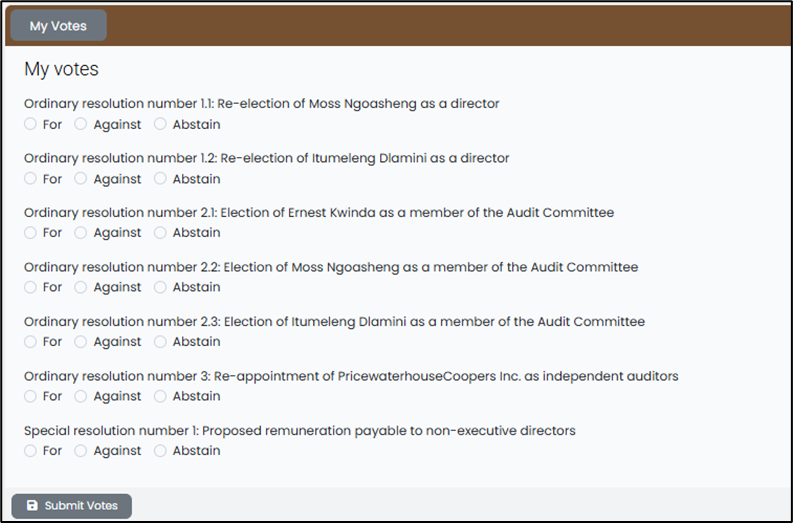 My Votes
My votes
Ordinary resolution number 1.1: Re-election of Moss Ngoasheng as a director
For Against Abstain
Ordinary resolution number 1.2: Re-election of Itumeleng Dlamini as a director
For Against Abstain
Ordinary resolution number 2.1: Election of Ernest Kwinda as a member of the Audit Committee
For Against Abstain
Ordinary resolution number 2.2: Election of Moss Ngoasheng as a member of the Audit Committee
For Against Abstain
Ordinary resolution number 2.3: Election of Itumeleng Dlamini as a member of the Audit Committee
For Against Abstain
Ordinary resolution number 3: Re-appointment of PricewaterhouseCoopers Inc. as independent auditors
For Against Abstain
Special resolution number 1: Proposed remuneration payable to non-executive directors
For Against Abstain
Submit Votes